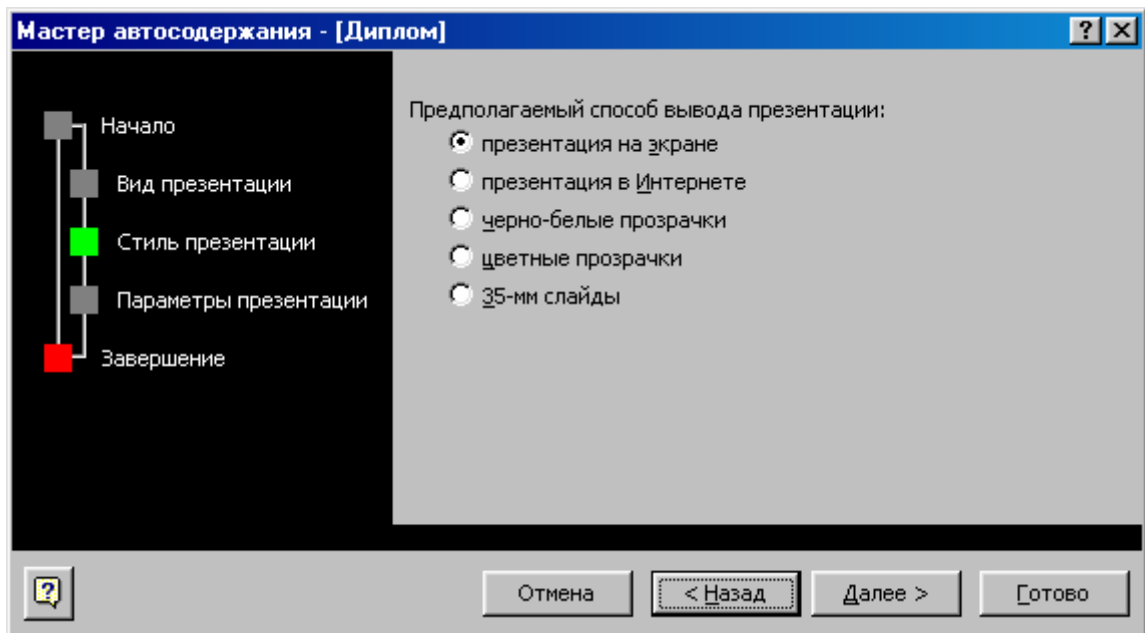 Мастер автосодержания - [Диплом]
Начало
Вид презентации
Стиль презентации
Параметры презентации
Завершение
Предполагаемый способ вывода презентации:
презентация на экране
презентация в Интернете
черно-белые прозрачки
цветные прозрачки
35-мм слайды
Отмена
< Назад
Далее >
Готово